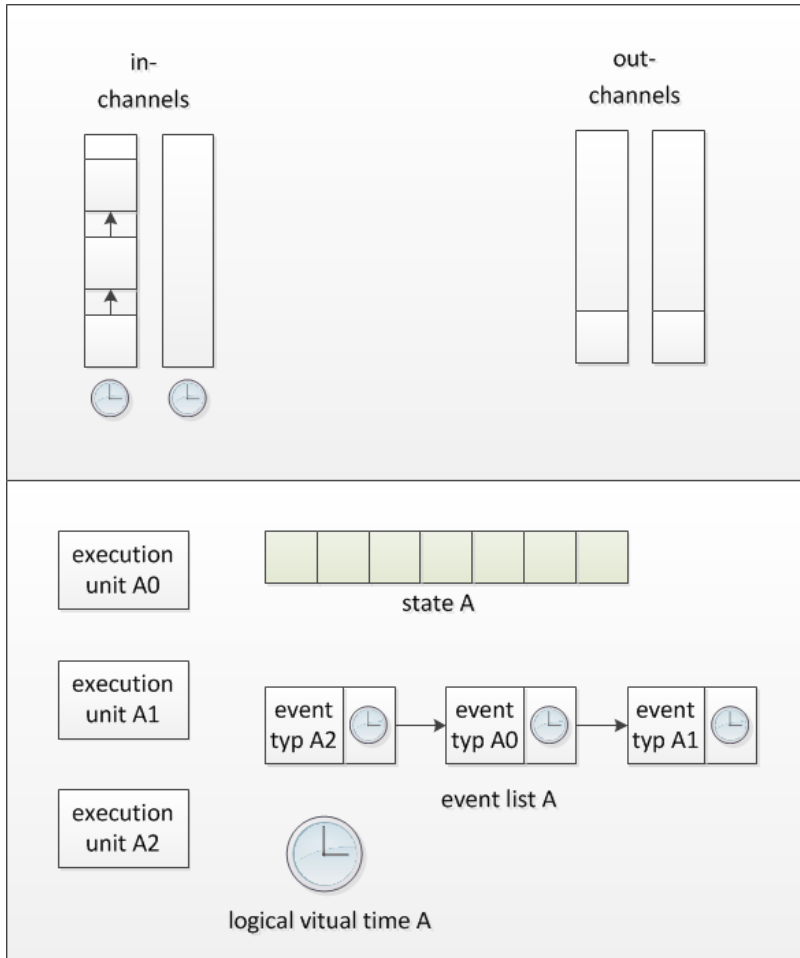 in-
channels
out-
channels
execution
unit A0
state A
execution
unit A1
event
typ A2
event
typ A0
event
typ A1
event list A
execution
unit A2
logical vitual time A